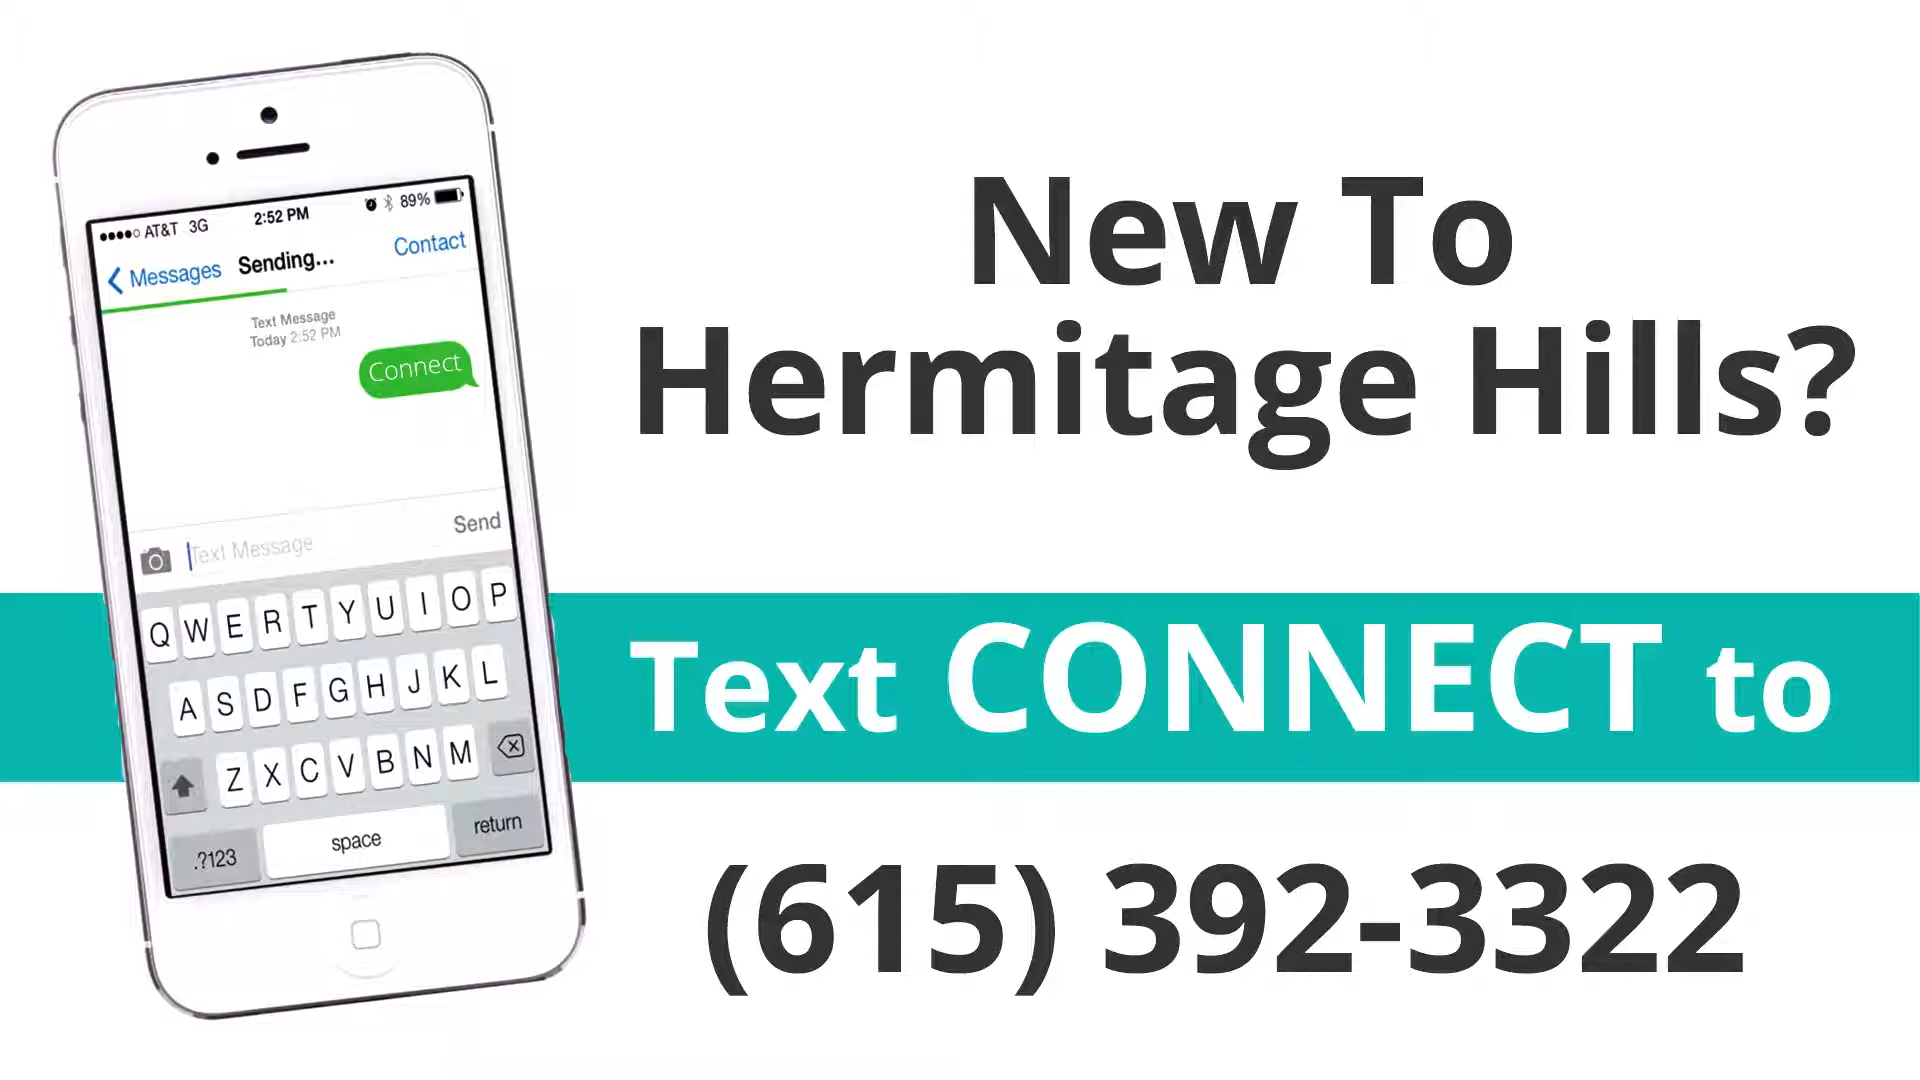 ●●●●○ AT&T 3G 2:52 PM 89%
Messages Sending... Contact
Text Message
Today 2:52 PM
Connect
Text Message Send
Q W E R T Y U I O P
A S D F G H J K L
Z X C V B N M
.?123 space return
New To
Hermitage Hills?
Text CONNECT to
(615) 392-3322